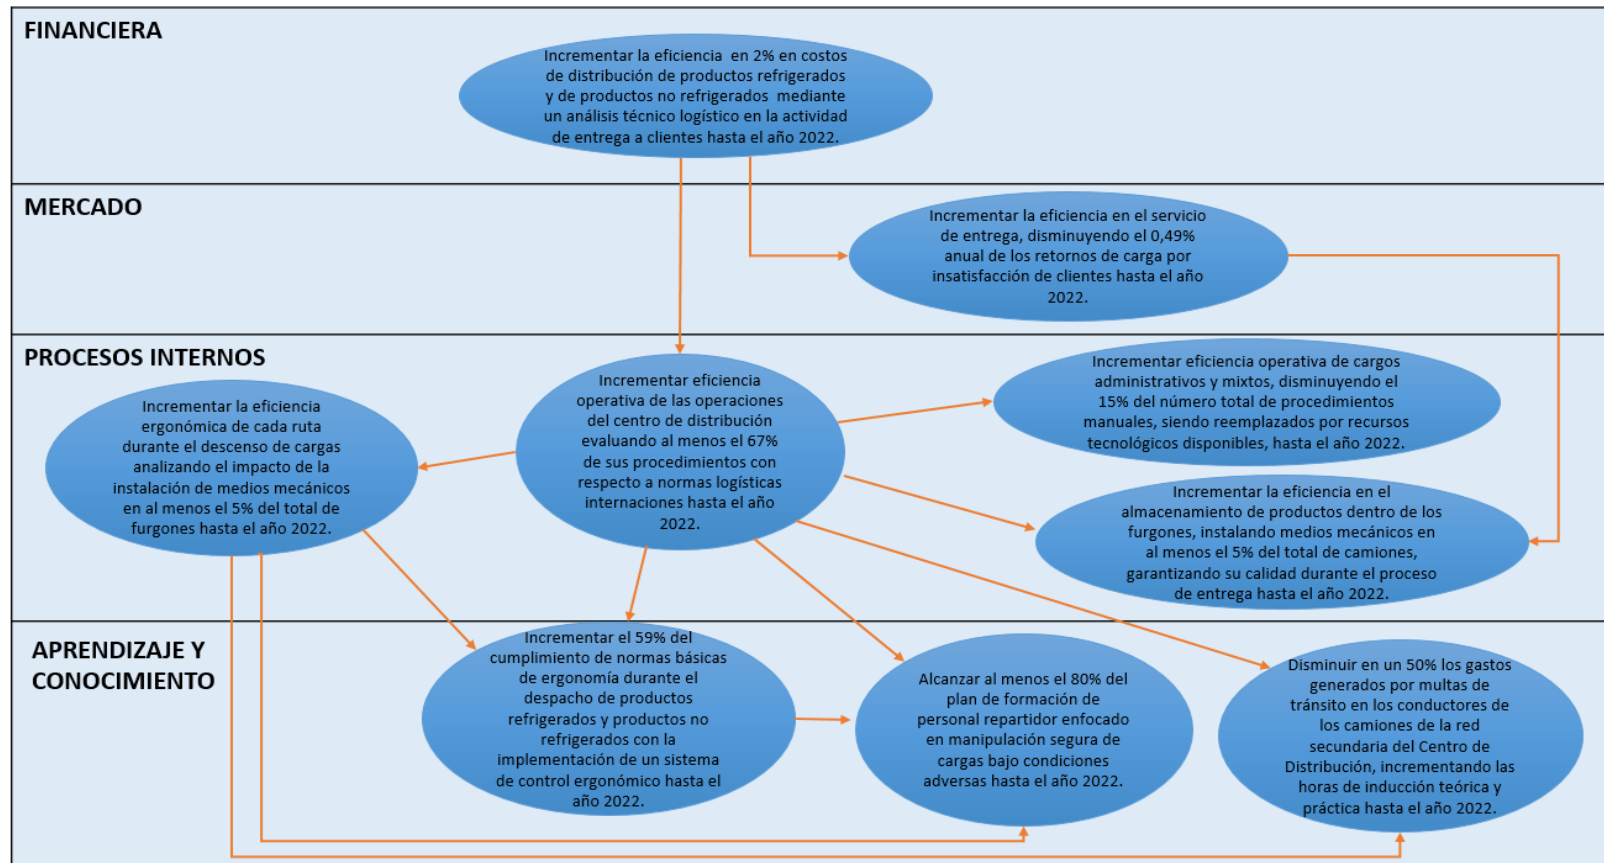 FINANCIERA
Incrementar la eficiencia en 2% en costos
de distribución de productos refrigerados
y de productos no refrigerados mediante
un análisis técnico logístico en la actividad
de entrega a clientes hasta el año 2022.
MERCADO
Incrementar la eficiencia en el servicio
de entrega, disminuyendo el 0,49%
anual de los retornos de carga por
insatisfacción de clientes hasta el año
2022.
PROCESOS INTERNOS
Incrementar la eficiencia
ergonómica de cada ruta
durante el descenso de cargas
analizando el impacto de la
instalación de medios mecánicos
en al menos el 5% del total de
furgones hasta el año 2022.
Incrementar eficiencia
operativa de las operaciones
del centro de distribución
evaluando al menos el 67%
de sus procedimientos con
respecto a normas logísticas
internaciones hasta el año
2022.
Incrementar eficiencia operativa de cargos
administrativos y mixtos, disminuyendo el
15% del número total de procedimientos
manuales, siendo reemplazados por recursos
tecnológicos disponibles, hasta el año 2022.
Incrementar la eficiencia en el
almacenamiento de productos dentro de los
furgones, instalando medios mecánicos en
al menos el 5% del total de camiones,
garantizando su calidad durante el proceso
de entrega hasta el año 2022.
APRENDIZAJE Y
CONOCIMIENTO
Incrementar el 59% del
cumplimiento de normas básicas
de ergonomía durante el
despacho de productos
refrigerados y productos no
refrigerados con la
implementación de un sistema
de control ergonómico hasta el
año 2022.
Alcanzar al menos el 80% del
plan de formación de
personal repartidor enfocado
en manipulación segura de
cargas bajo condiciones
adversas hasta el año 2022.
Disminuir en un 50% los gastos
generados por multas de
tránsito en los conductores de
los camiones de la red
secundaria del Centro de
Distribución, incrementando las
horas de inducción teórica y
práctica hasta el año 2022.